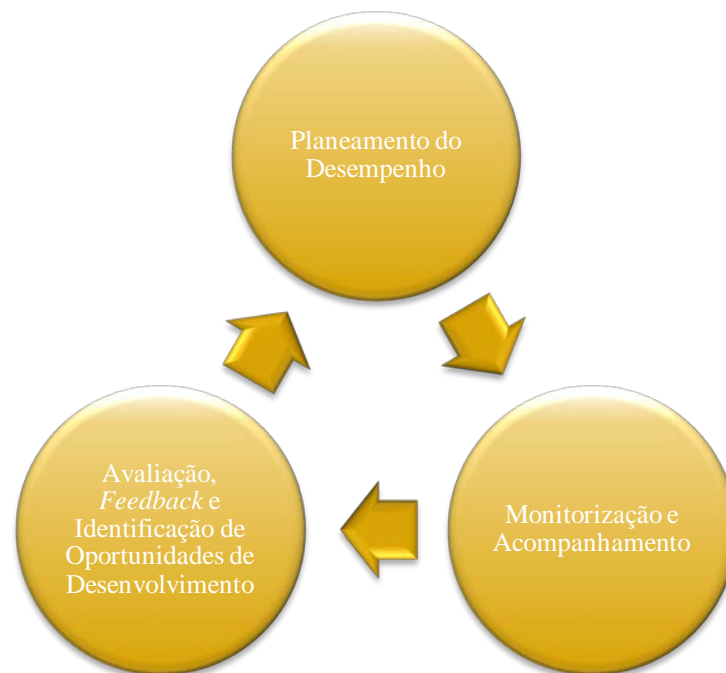 Planeamento do
Desempenho
Avaliação,
Feedback e
Identificação de
Oportunidades de
Desenvolvimento
Monitorização e
Acompanhamento